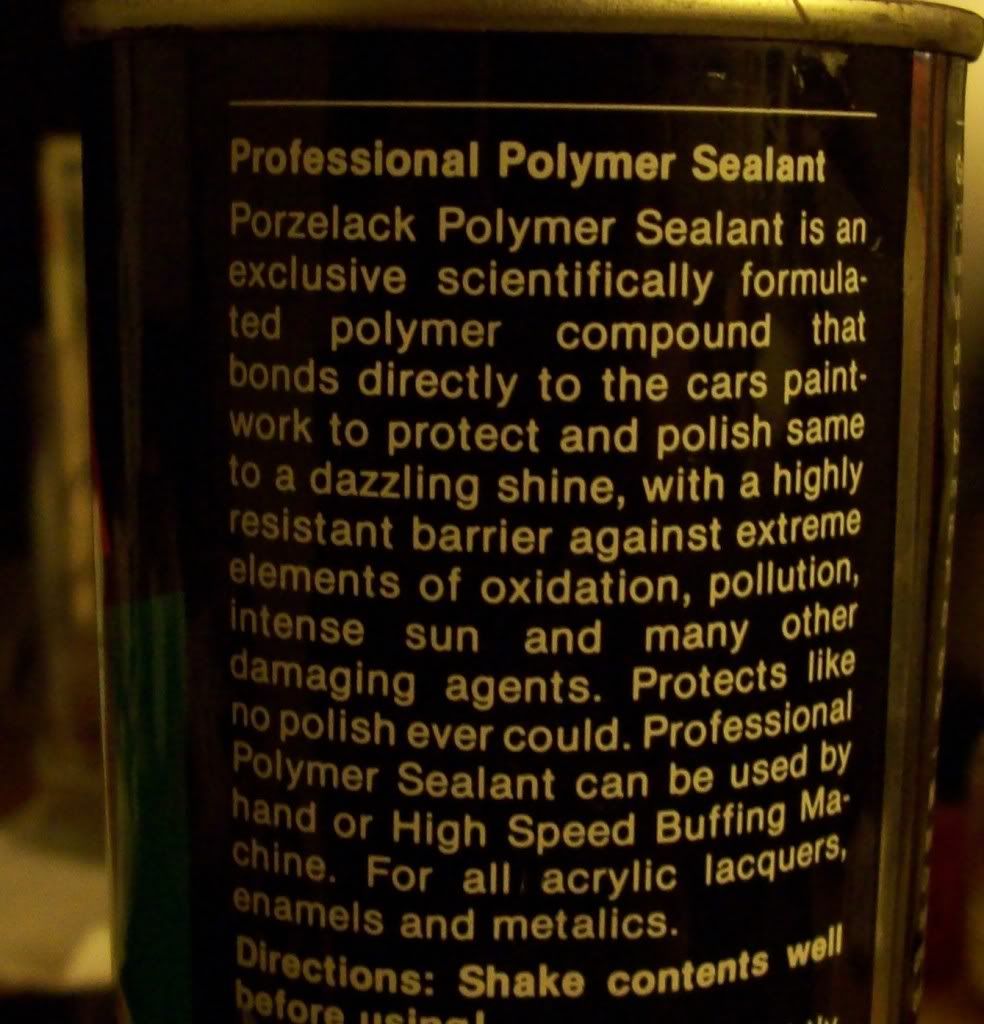 Professional Polymer Sealant
Porzelack Polymer Sealant is an
exclusive scientifically formula-
ted polymer compound that
bonds directly to the cars paint-
work to protect and polish same
to a dazzling shine, with a highly
resistant barrier against extreme
elements of oxidation, pollution,
intense sun and many other
damaging agents. Protects like
no polish ever could. Professional
Polymer Sealant can be used by
hand or High Speed Buffing Ma-
chine. For all acrylic lacquers,
enamels and metalics.
Directions: Shake contents well
before using!